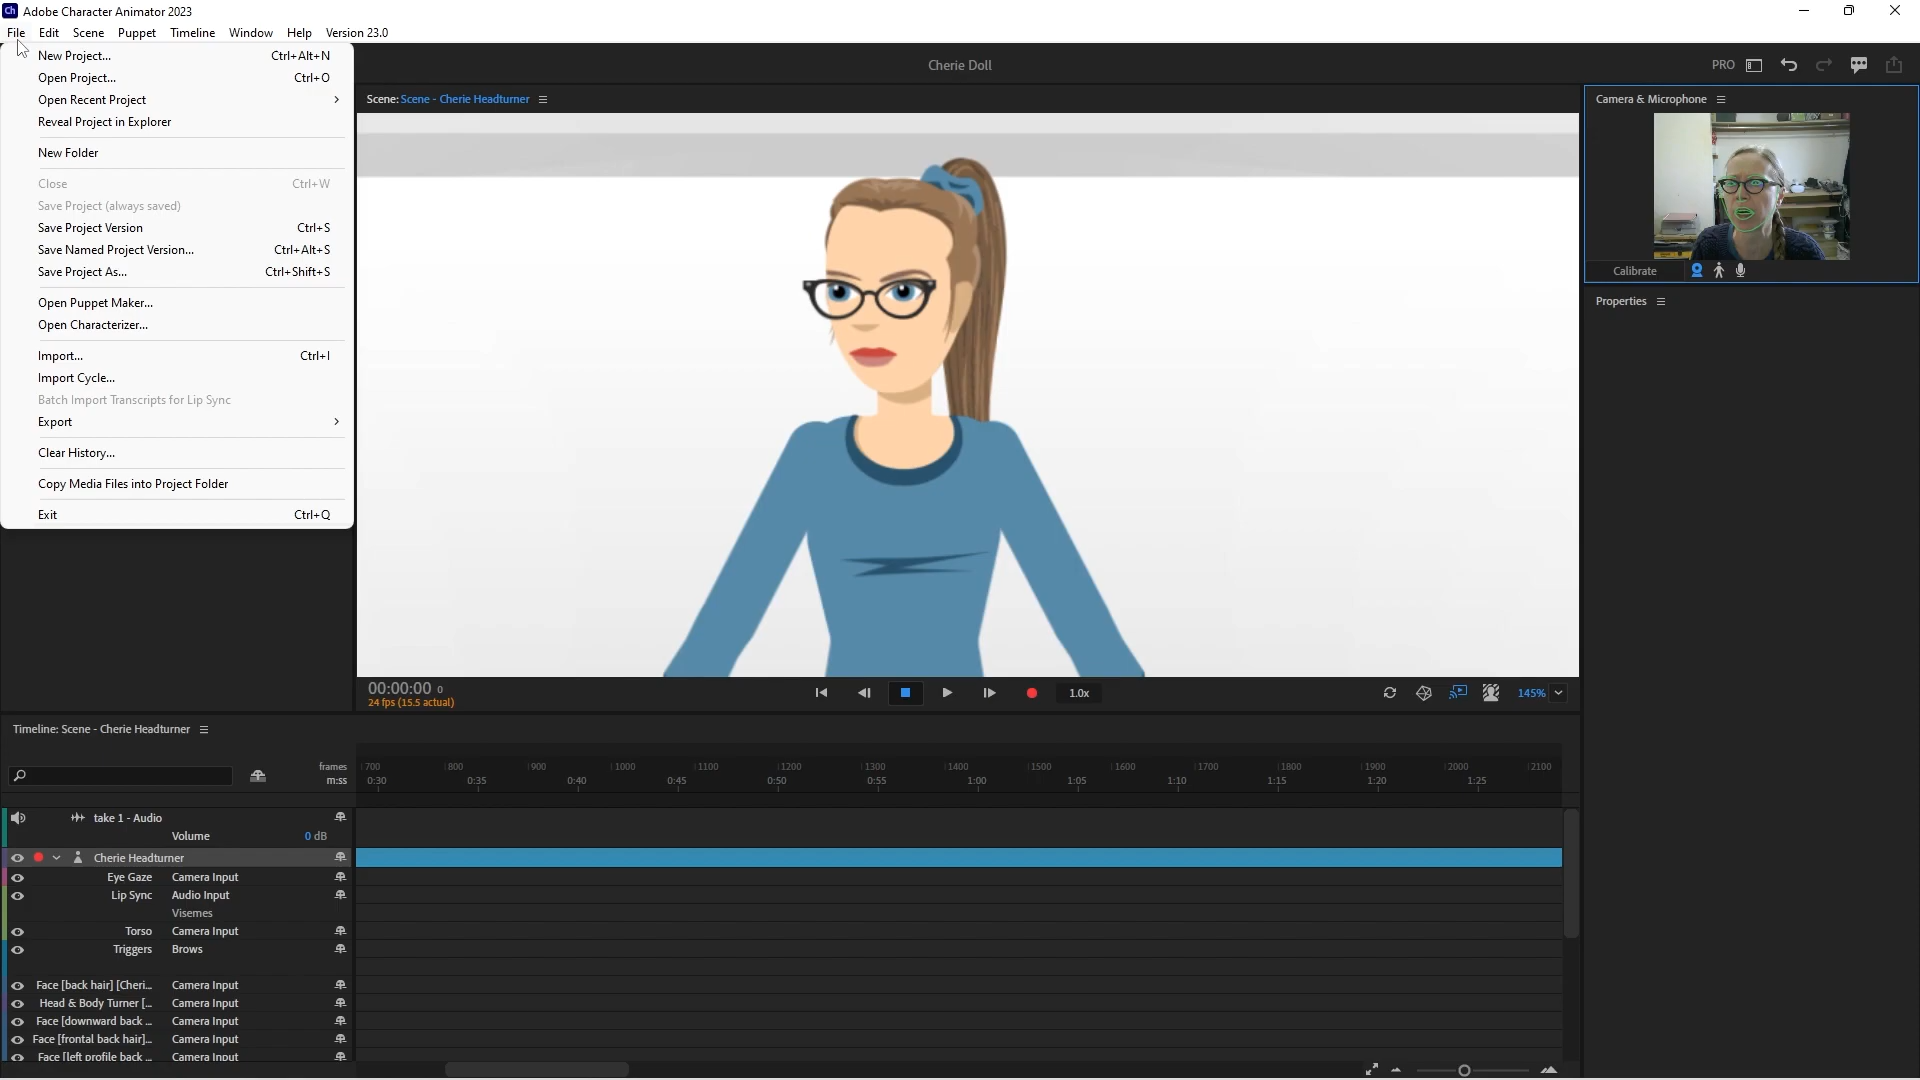 Ch Adobe Character Animator 2023
File Edit Scene Puppet Timeline Window Help Version 23.0
New Project... Ctrl+Alt+N
Open Project... Ctrl+O
Open Recent Project
Reveal Project in Explorer
New Folder
Close Ctrl+W
Save Project (always saved)
Save Project Version Ctrl+S
Save Named Project Version... Ctrl+Alt+S
Save Project As... Ctrl+Shift+S
Open Puppet Maker...
Open Characterizer...
Import... Ctrl+I
Import Cycle...
Batch Import Transcripts for Lip Sync
Export
Clear History...
Copy Media Files into Project Folder
Exit Ctrl+Q
Cherie Doll
PRO
Scene: Scene - Cherie Headturner
Camera & Microphone
Calibrate
Properties
00:00:00 0
24 fps (15.5 actual)
1.0x
145%
Timeline: Scene - Cherie Headturner
frames
m:ss
700 800 900 1000 1100 1200 1300 1400 1500 1600 1700 1800 1900 2000 2100
0:30 0:35 0:40 0:45 0:50 0:55 1:00 1:05 1:10 1:15 1:20 1:25
take 1 - Audio
Volume 0 dB
Cherie Headturner
Eye Gaze Camera Input
Lip Sync Audio Input
Visemes
Torso Camera Input
Triggers Brows
Face [back hair] [Cheri... Camera Input
Head & Body Turner [... Camera Input
Face [downward back ... Camera Input
Face [frontal back hair]... Camera Input
Face [left profile back ... Camera Input